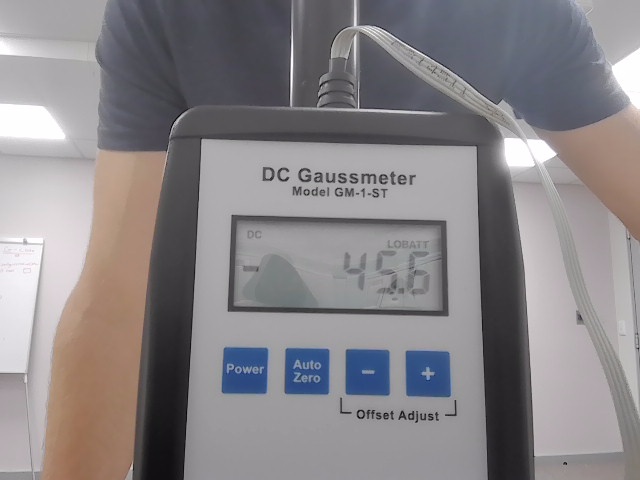 DC Gaussmeter
Model GM-1-ST
DC
LOBATT
-45.6
Power
Auto
Zero
-
+
Offset Adjust